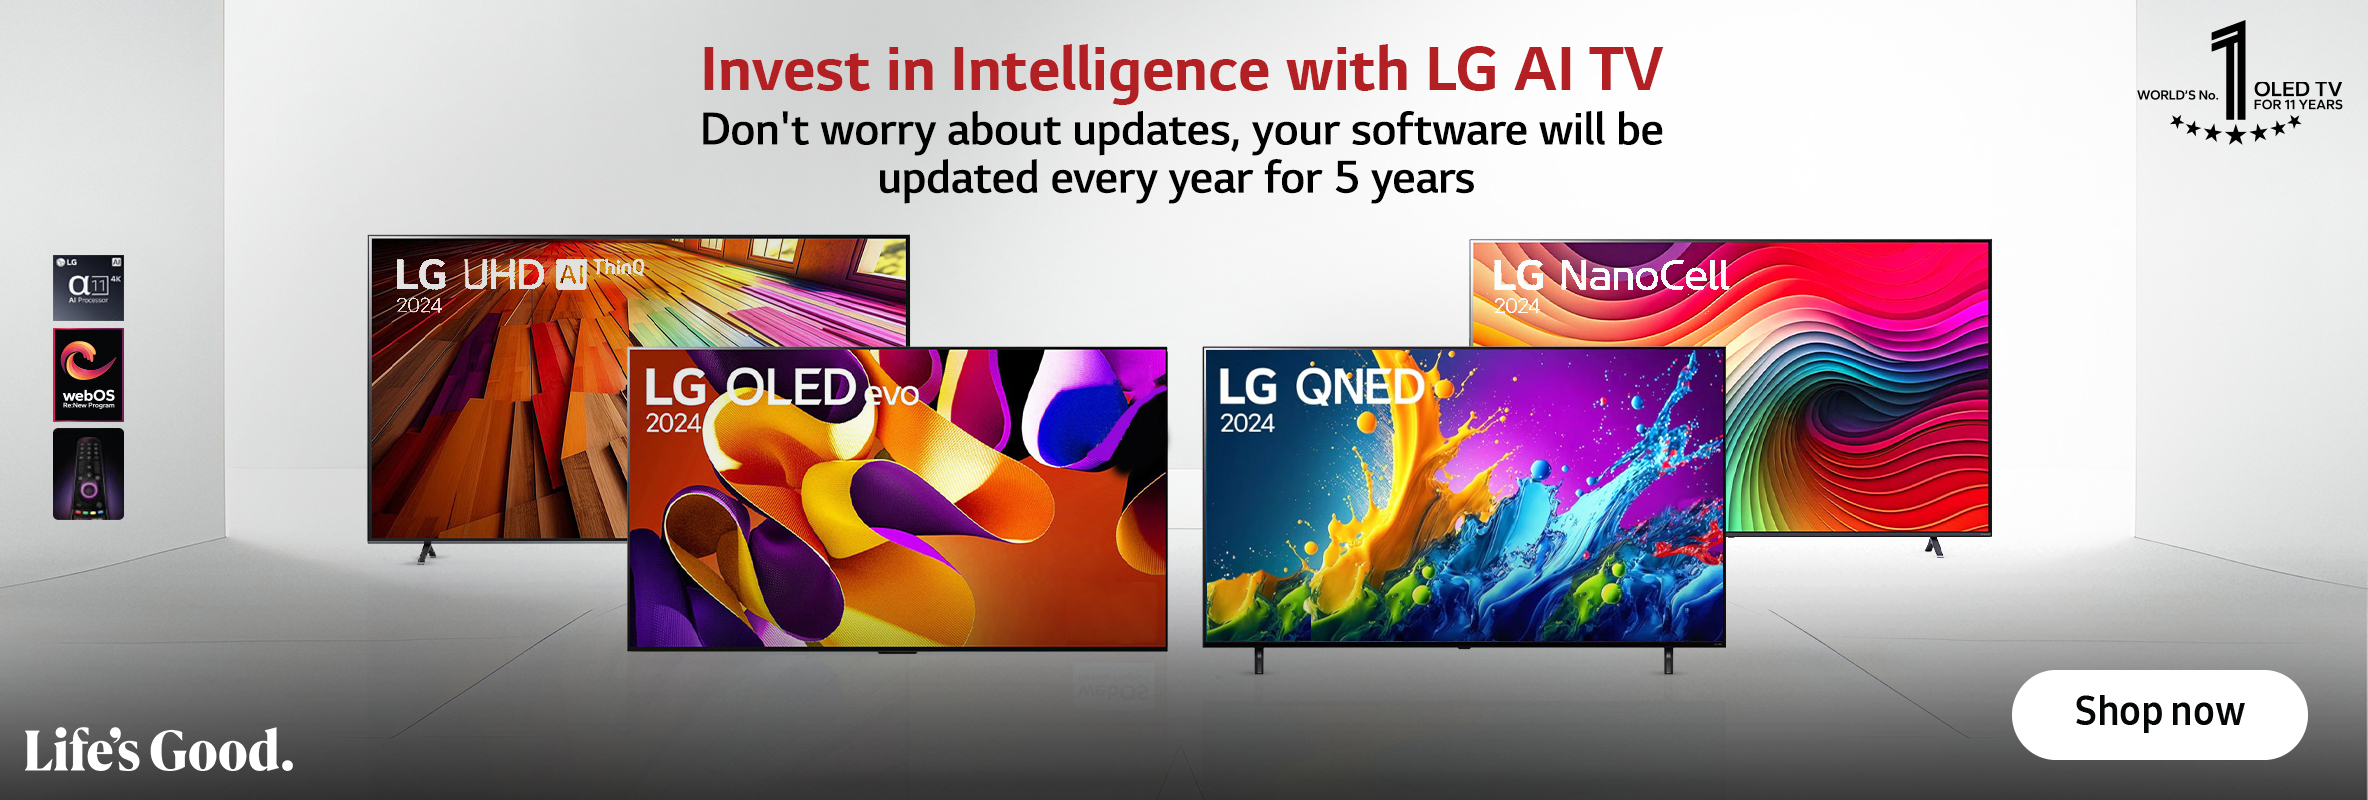 Invest in Intelligence with LG AI TV
Don't worry about updates, your software will be
updated every year for 5 years
WORLD'S No. 1 OLED TV
FOR 11 YEARS
LG AI
α11 4K
AI Processor
webOS
Re:New Program
LG UHD AI ThinQ
2024
LG OLED evo
2024
LG QNED
2024
LG NanoCell
2024
webOS
Life's Good.
Shop now